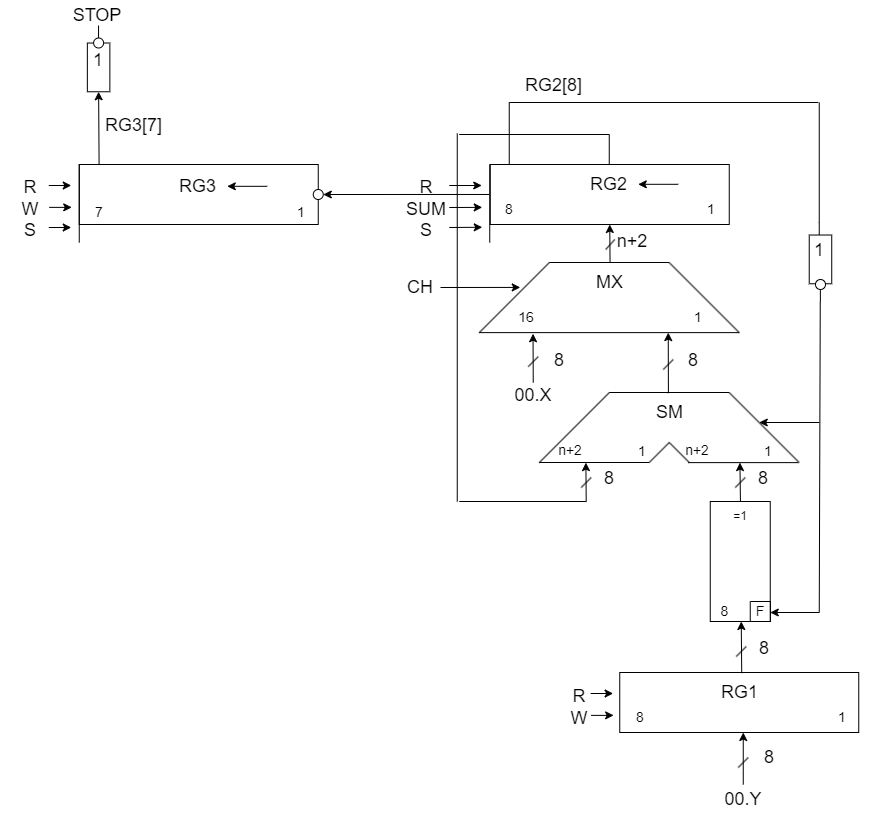 STOP
1
RG2[8]
RG3[7]
R
W
S
RG3
7
1
R
SUM
S
RG2
8
1
1
n+2
CH
MX
16
1
8
8
00.X
SM
n+2
1
n+2
1
8
8
=1
8
F
8
R
W
RG1
8
1
8
00.Y